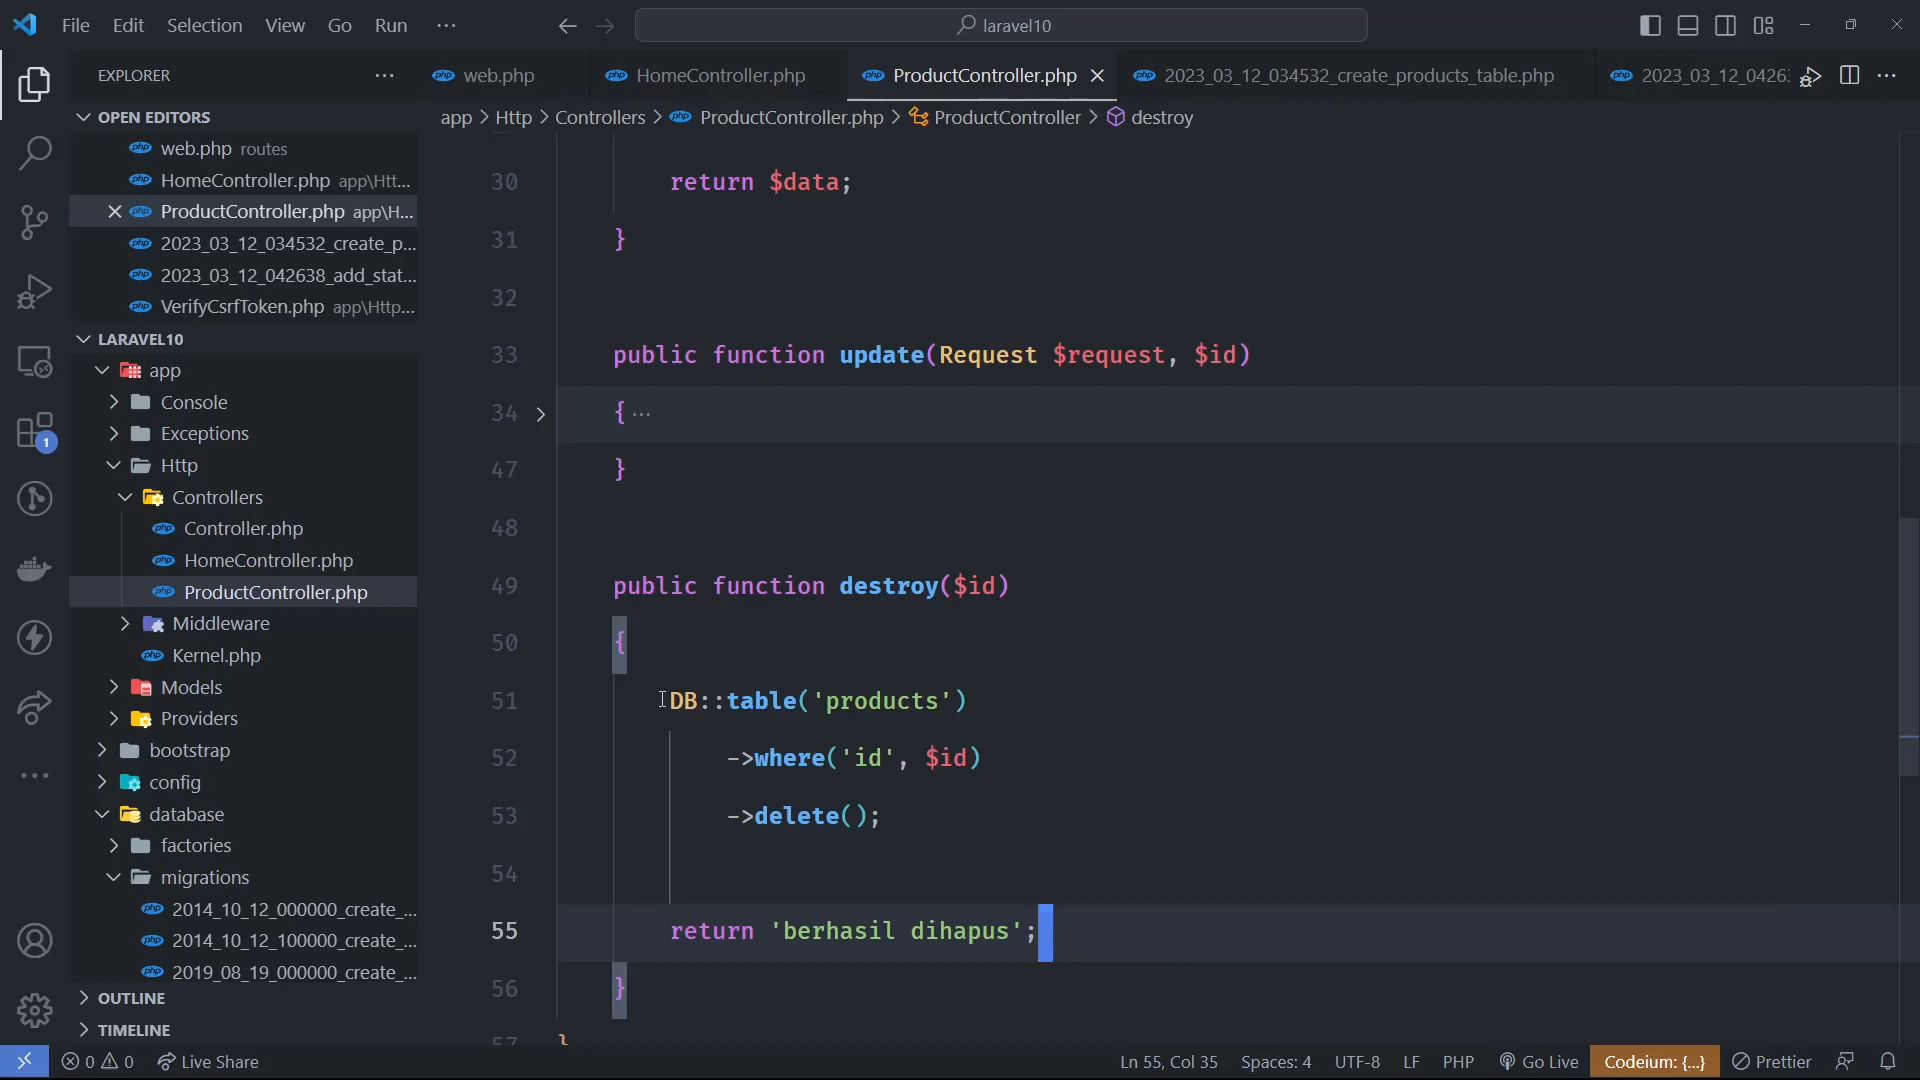 File Edit Selection View Go Run ··· laravel10
EXPLORER ···
web.php HomeController.php ProductController.php 2023_03_12_034532_create_products_table.php 2023_03_12_0426: ···
app > Http > Controllers > ProductController.php > ProductController > destroy
OPEN EDITORS
web.php routes
HomeController.php app\Htt...
ProductController.php app\H...
2023_03_12_034532_create_p...
2023_03_12_042638_add_stat...
VerifyCsrfToken.php app\Http...
LARAVEL10
app
Console
Exceptions
Http
Controllers
Controller.php
HomeController.php
ProductController.php
Middleware
Kernel.php
Models
Providers
bootstrap
config
database
factories
migrations
2014_10_12_000000_create_...
2014_10_12_100000_create_...
2019_08_19_000000_create_...
OUTLINE
TIMELINE
1
30 return $data;
31 }
32
33 public function update(Request $request, $id)
34 { ···
47 }
48
49 public function destroy($id)
50 {
51 DB::table('products')
52 ->where('id', $id)
53 ->delete();
54
55 return 'berhasil dihapus';
56 }
57 }
0 0 Live Share Ln 55, Col 35 Spaces: 4 UTF-8 LF PHP Go Live Codeium: {...} Prettier